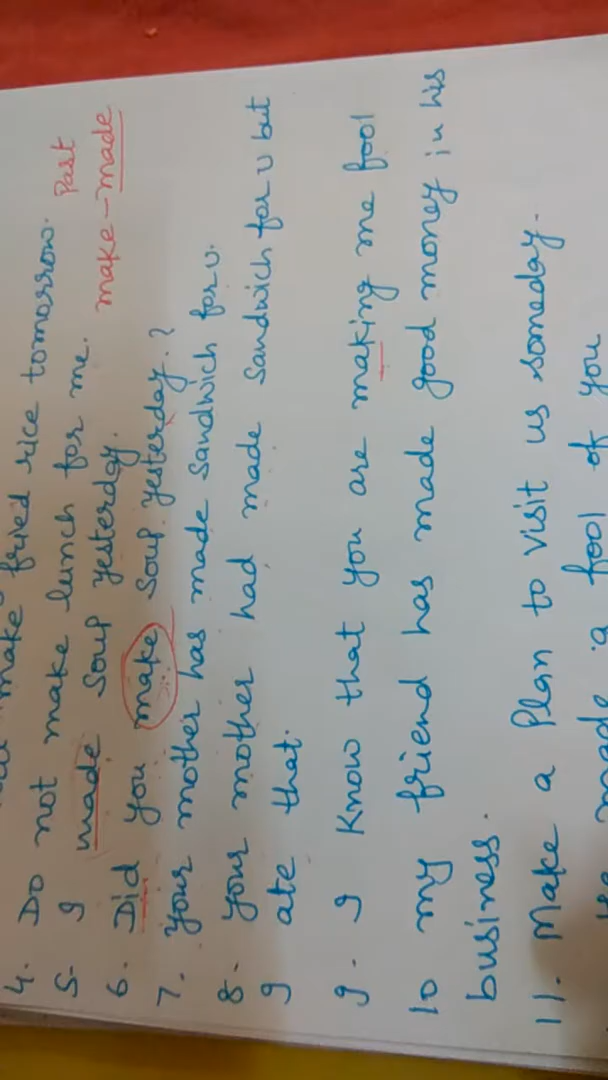 make fried rice tomorrow.
4. Do not make lunch for me. Past
5- I made soup yesterday. make-made
6. Did you make soup yesterday.?
7. your mother has made sandwich for u.
8. your mother had made sandwich for u but
I ate that.
9. I know that you are making me fool
10 my friend has made good money in his
business.
11. Make a Plan to visit us someday.
made a fool of you